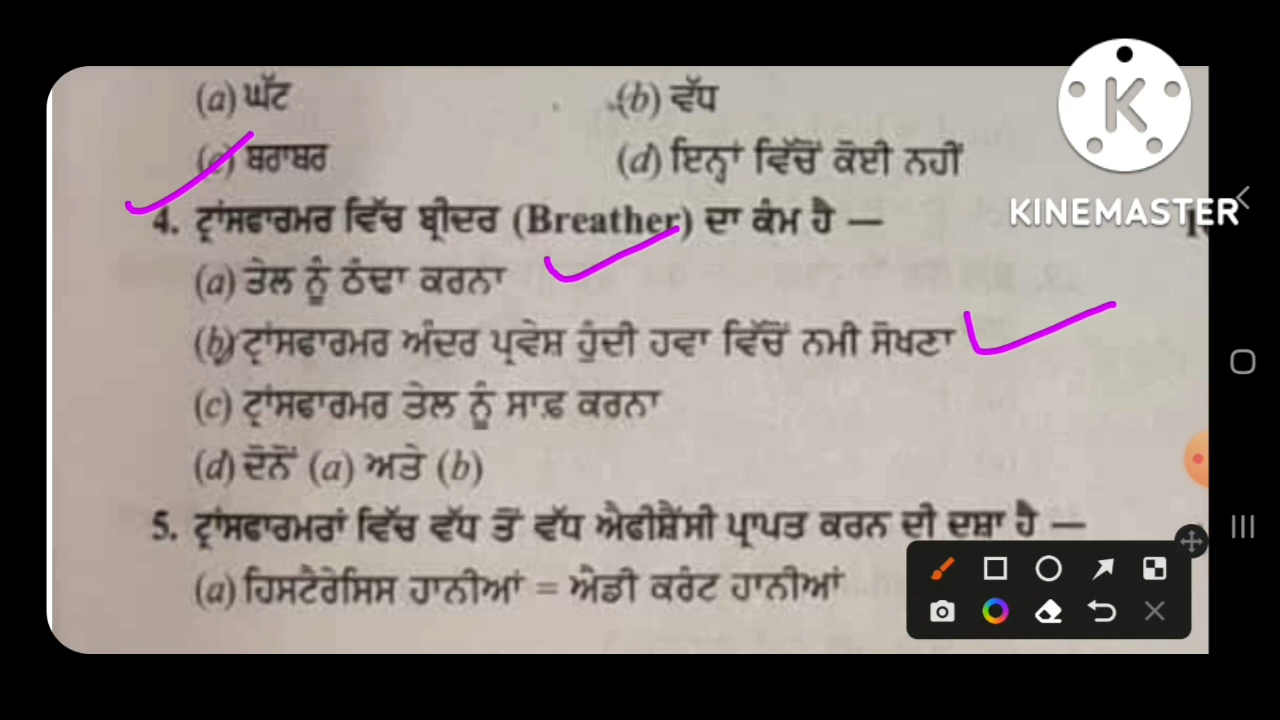 (a) ਘੱਟ (b) ਵੱਧ
(c) ਬਰਾਬਰ (d) ਇਨ੍ਹਾਂ ਵਿੱਚੋਂ ਕੋਈ ਨਹੀਂ
KINEMASTER
4. ਟ੍ਰਾਂਸਫਾਰਮਰ ਵਿੱਚ ਬ੍ਰੀਦਰ (Breather) ਦਾ ਕੰਮ ਹੈ —
(a) ਤੇਲ ਨੂੰ ਠੰਢਾ ਕਰਨਾ
(b) ਟ੍ਰਾਂਸਫਾਰਮਰ ਅੰਦਰ ਪ੍ਰਵੇਸ਼ ਹੁੰਦੀ ਹਵਾ ਵਿੱਚੋਂ ਨਮੀ ਸੋਖਣਾ
(c) ਟ੍ਰਾਂਸਫਾਰਮਰ ਤੇਲ ਨੂੰ ਸਾਫ਼ ਕਰਨਾ
(d) ਦੋਨੋਂ (a) ਅਤੇ (b)
5. ਟ੍ਰਾਂਸਫਾਰਮਰਾਂ ਵਿੱਚ ਵੱਧ ਤੋਂ ਵੱਧ ਐਫੀਸ਼ੈਂਸੀ ਪ੍ਰਾਪਤ ਕਰਨ ਦੀ ਦਸ਼ਾ ਹੈ —
(a) ਹਿਸਟੈਰੇਸਿਸ ਹਾਨੀਆਂ = ਐਡੀ ਕਰੰਟ ਹਾਨੀਆਂ